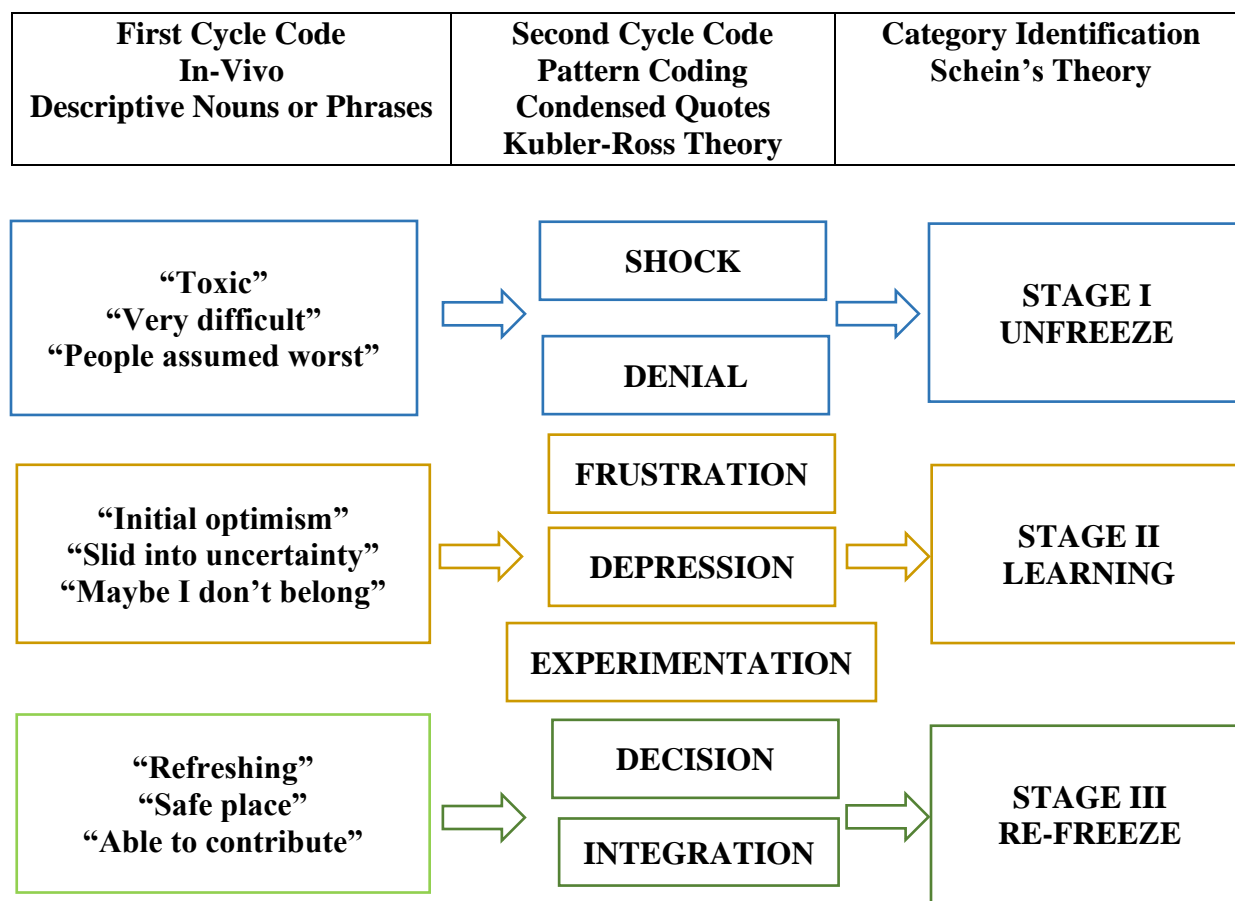 First Cycle Code
In-Vivo
Descriptive Nouns or Phrases
Second Cycle Code
Pattern Coding
Condensed Quotes
Kubler-Ross Theory
Category Identification
Schein’s Theory
“Toxic”
“Very difficult”
“People assumed worst”
SHOCK
DENIAL
STAGE I
UNFREEZE
“Initial optimism”
“Slid into uncertainty”
“Maybe I don’t belong”
FRUSTRATION
DEPRESSION
EXPERIMENTATION
STAGE II
LEARNING
“Refreshing”
“Safe place”
“Able to contribute”
DECISION
INTEGRATION
STAGE III
RE-FREEZE